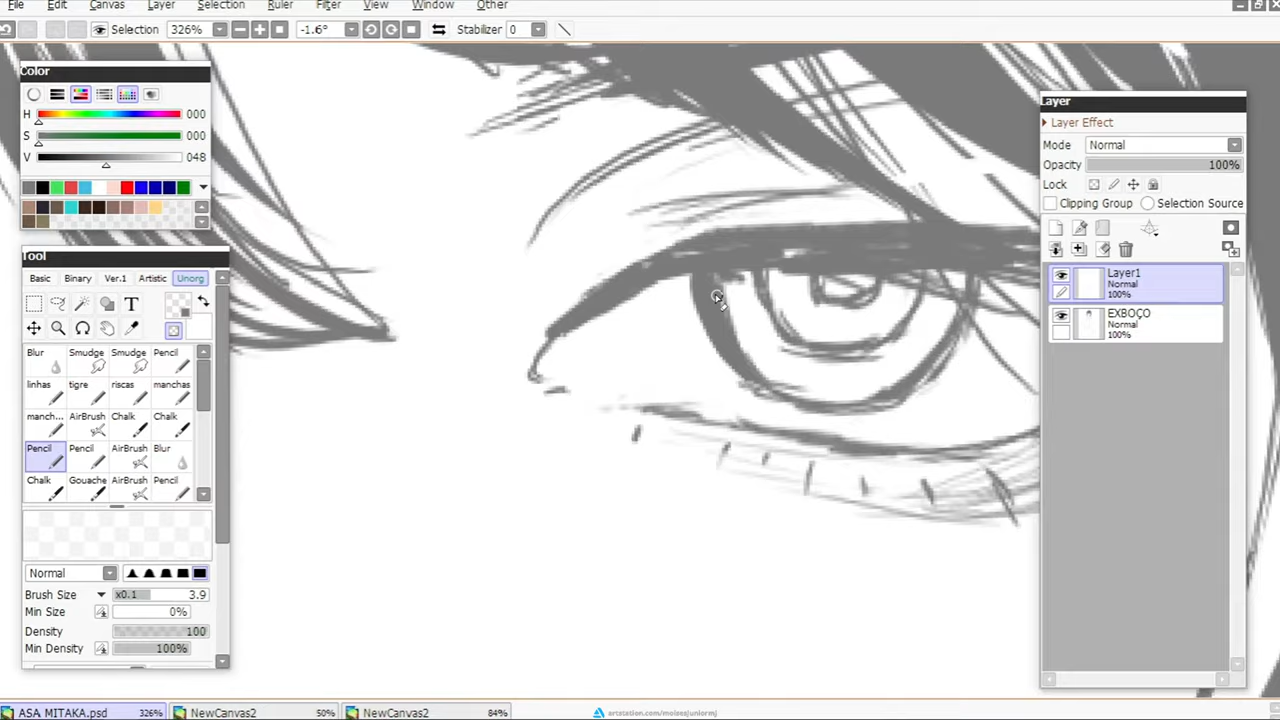 File Edit Canvas Layer Selection Ruler Filter View Window Other
Selection 326% -1.6° Stabilizer 0
Color
H 000
S 000
V 048
Tool
Basic Binary Ver.1 Artistic Unorg
T
Blur Smudge Smudge Pencil
linhas tigre riscas manchas
manch... AirBrush Chalk Chalk
Pencil Pencil AirBrush Blur
Chalk Gouache AirBrush Pencil
Normal
Brush Size x0.1 3.9
Min Size 0%
Density 100
Min Density 100%
Layer
Layer Effect
Mode Normal
Opacity 100%
Lock
Clipping Group Selection Source
Layer1
Normal
100%
EXBOÇO
Normal
100%
ASA MITAKA.psd 326% NewCanvas2 50% NewCanvas2 84%
artstation.com/moisesjuniormj